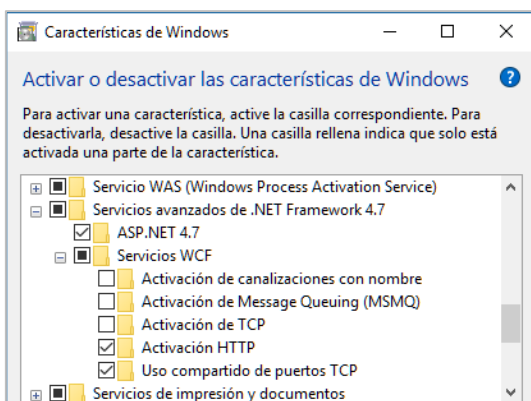 Características de Windows
Activar o desactivar las características de Windows
Para activar una característica, active la casilla correspondiente. Para
desactivarla, desactive la casilla. Una casilla rellena indica que solo está
activada una parte de la característica.
Servicio WAS (Windows Process Activation Service)
Servicios avanzados de .NET Framework 4.7
ASP.NET 4.7
Servicios WCF
Activación de canalizaciones con nombre
Activación de Message Queuing (MSMQ)
Activación de TCP
Activación HTTP
Uso compartido de puertos TCP
Servicios de impresión y documentos